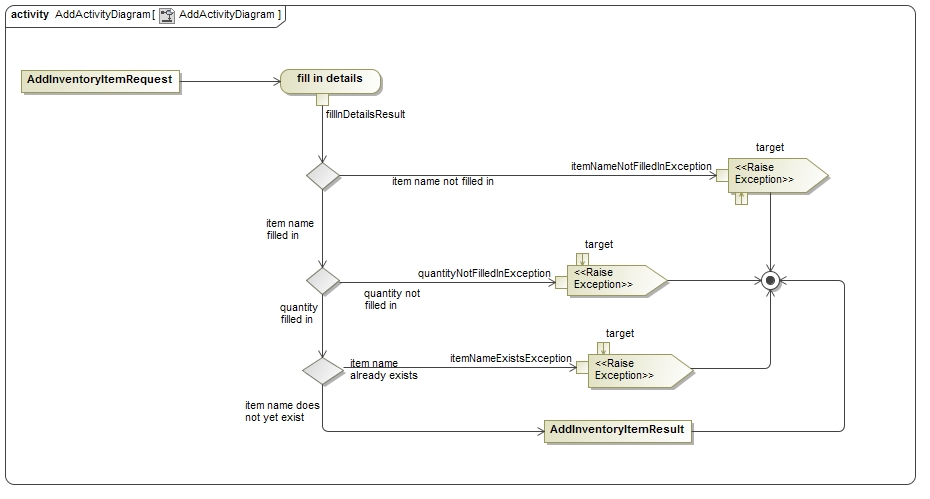 activity AddActivityDiagram[ AddActivityDiagram ]
AddInventoryItemRequest
fill in details
fillInDetailsResult
target
itemNameNotFilledInException
<<Raise
Exception>>
item name not filled in
item name
filled in
target
quantityNotFilledInException
<<Raise
Exception>>
quantity not
filled in
quantity
filled in
target
itemNameExistsException
<<Raise
Exception>>
item name
already exists
item name does
not yet exist
AddInventoryItemResult